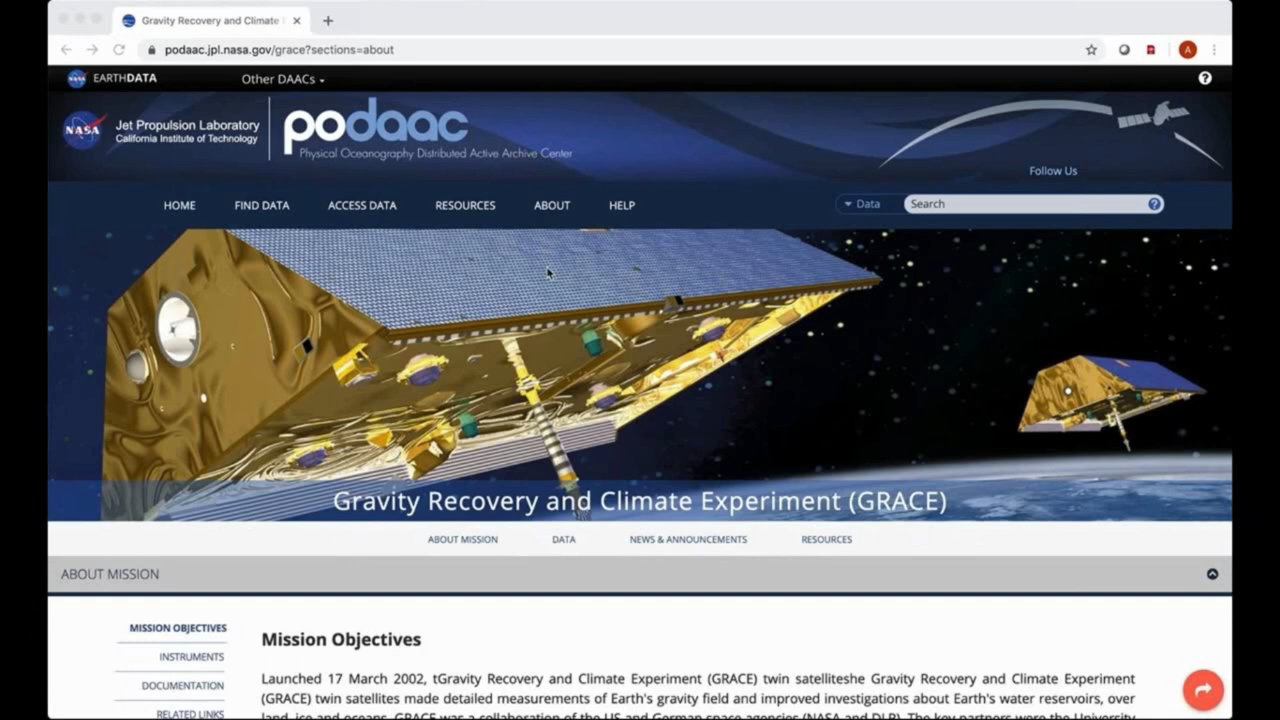 Gravity Recovery and Climate
podaac.jpl.nasa.gov/grace?sections=about
A
NASA EARTHDATA Other DAACs ?
NASA Jet Propulsion Laboratory
California Institute of Technology
podaac
Physical Oceanography Distributed Active Archive Center
Follow Us
HOME FIND DATA ACCESS DATA RESOURCES ABOUT HELP Data Search ?
Gravity Recovery and Climate Experiment (GRACE)
ABOUT MISSION DATA NEWS & ANNOUNCEMENTS RESOURCES
ABOUT MISSION
MISSION OBJECTIVES
INSTRUMENTS
DOCUMENTATION
RELATED LINKS
Mission Objectives
Launched 17 March 2002, tGravity Recovery and Climate Experiment (GRACE) twin satelliteshe Gravity Recovery and Climate Experiment
(GRACE) twin satellites made detailed measurements of Earth's gravity field and improved investigations about Earth's water reservoirs, over
land, ice and oceans. GRACE was a collaboration of the US and German space agencies (NASA and DLR). The key partners were the University